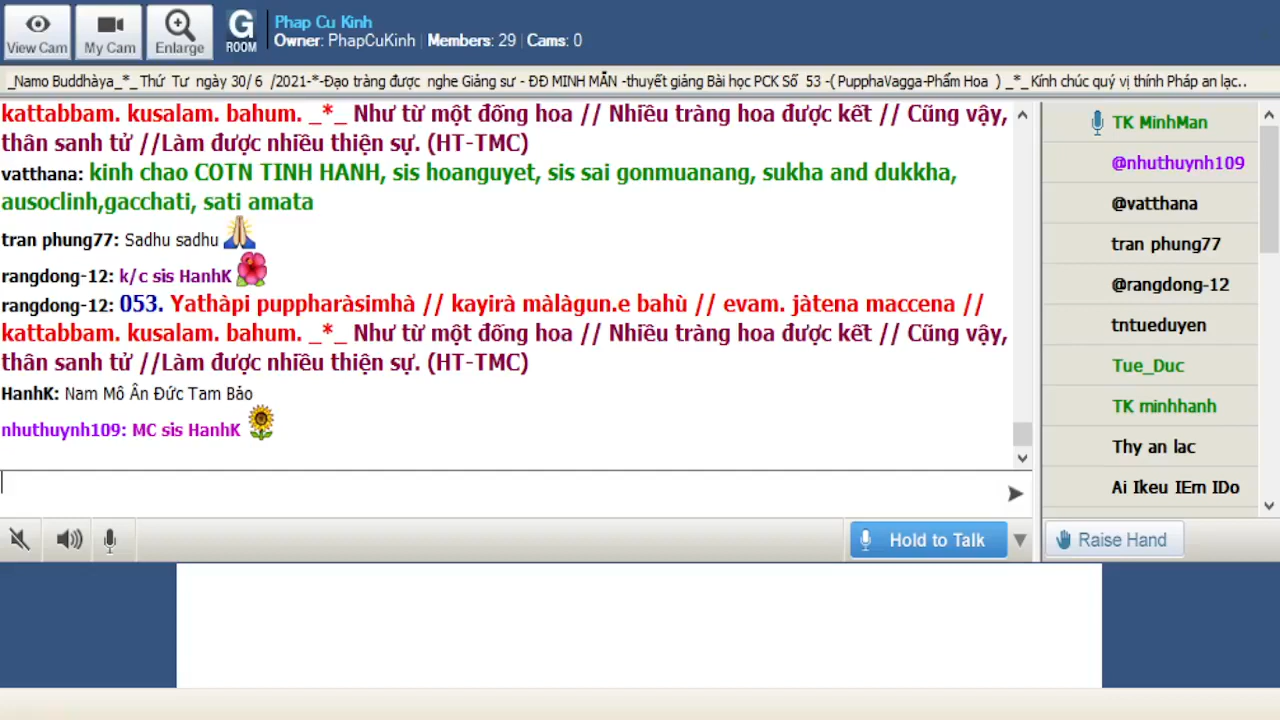 View Cam
My Cam
Enlarge
G
ROOM
Phap Cu Kinh
Owner: PhapCuKinh | Members: 29 | Cams: 0
_Namo Buddhàya_*_ Thứ Tư ngày 30/ 6 /2021-*-Đạo tràng được nghe Giảng sư - ĐĐ MINH MẪN -thuyết giảng Bài học PCK Số 53 -( PupphaVagga-Phẩm Hoa ) _*_ Kính chúc quý vị thính Pháp an lạc..
kattabbam. kusalam. bahum. _*_ Như từ một đống hoa // Nhiều tràng hoa được kết // Cũng vậy,
thân sanh tử //Làm được nhiều thiện sự. (HT-TMC)
vatthana: kinh chao COTN TINH HANH, sis hoanguyet, sis sai gonmuanang, sukha and dukkha,
ausoclinh,gacchati, sati amata
tran phung77: Sadhu sadhu
rangdong-12: k/c sis HanhK
rangdong-12: 053. Yathàpi puppharàsimhà // kayirà màlàgun.e bahù // evam. jàtena maccena //
kattabbam. kusalam. bahum. _*_ Như từ một đống hoa // Nhiều tràng hoa được kết // Cũng vậy,
thân sanh tử //Làm được nhiều thiện sự. (HT-TMC)
HanhK: Nam Mô Ân Đức Tam Bảo
nhuthuynh109: MC sis HanhK
TK MinhMan
@nhuthuynh109
@vatthana
tran phung77
@rangdong-12
tntueduyen
Tue_Duc
TK minhhanh
Thy an lac
Ai Ikeu IEm IDo
Hold to Talk
Raise Hand